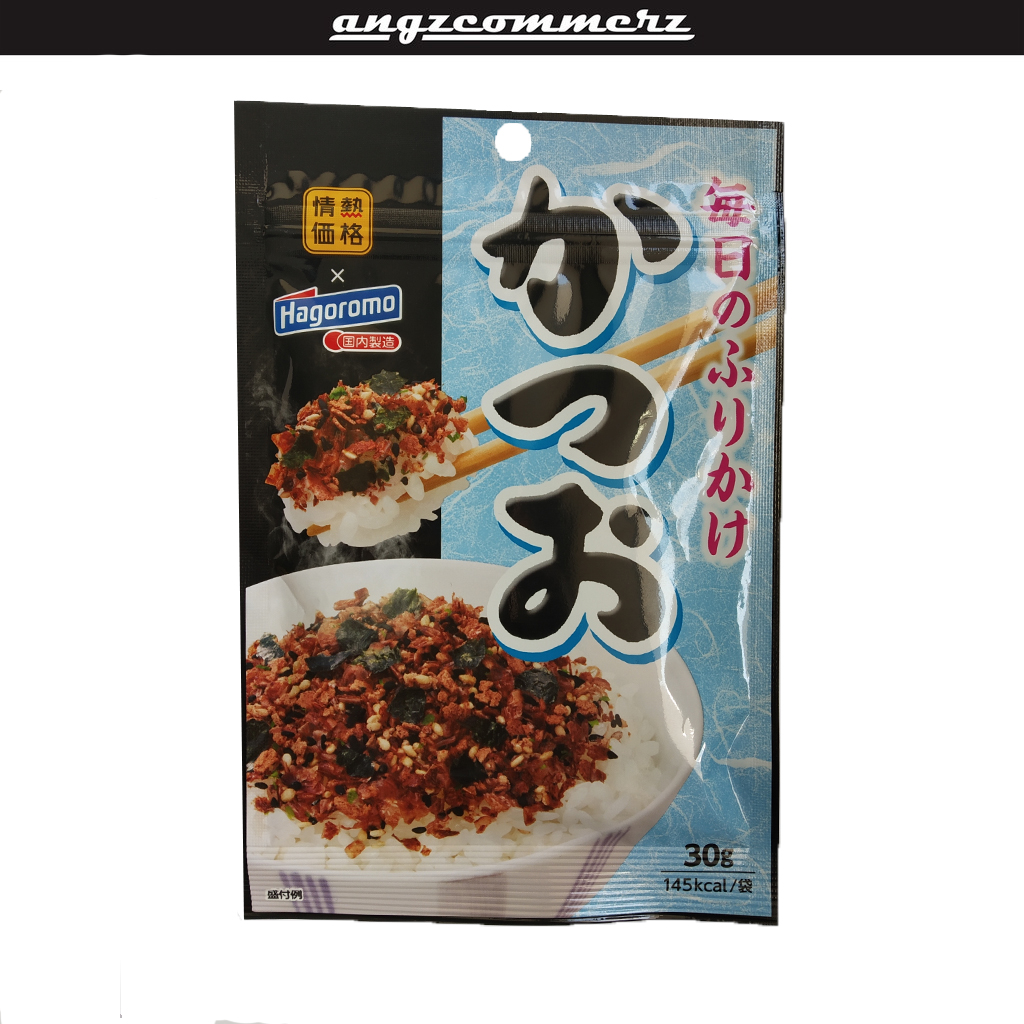 angzcommerz
情熱
価格
×
Hagoromo
国内製造
かつお
毎日のふりかけ
30g
145kcal/袋
盛付例